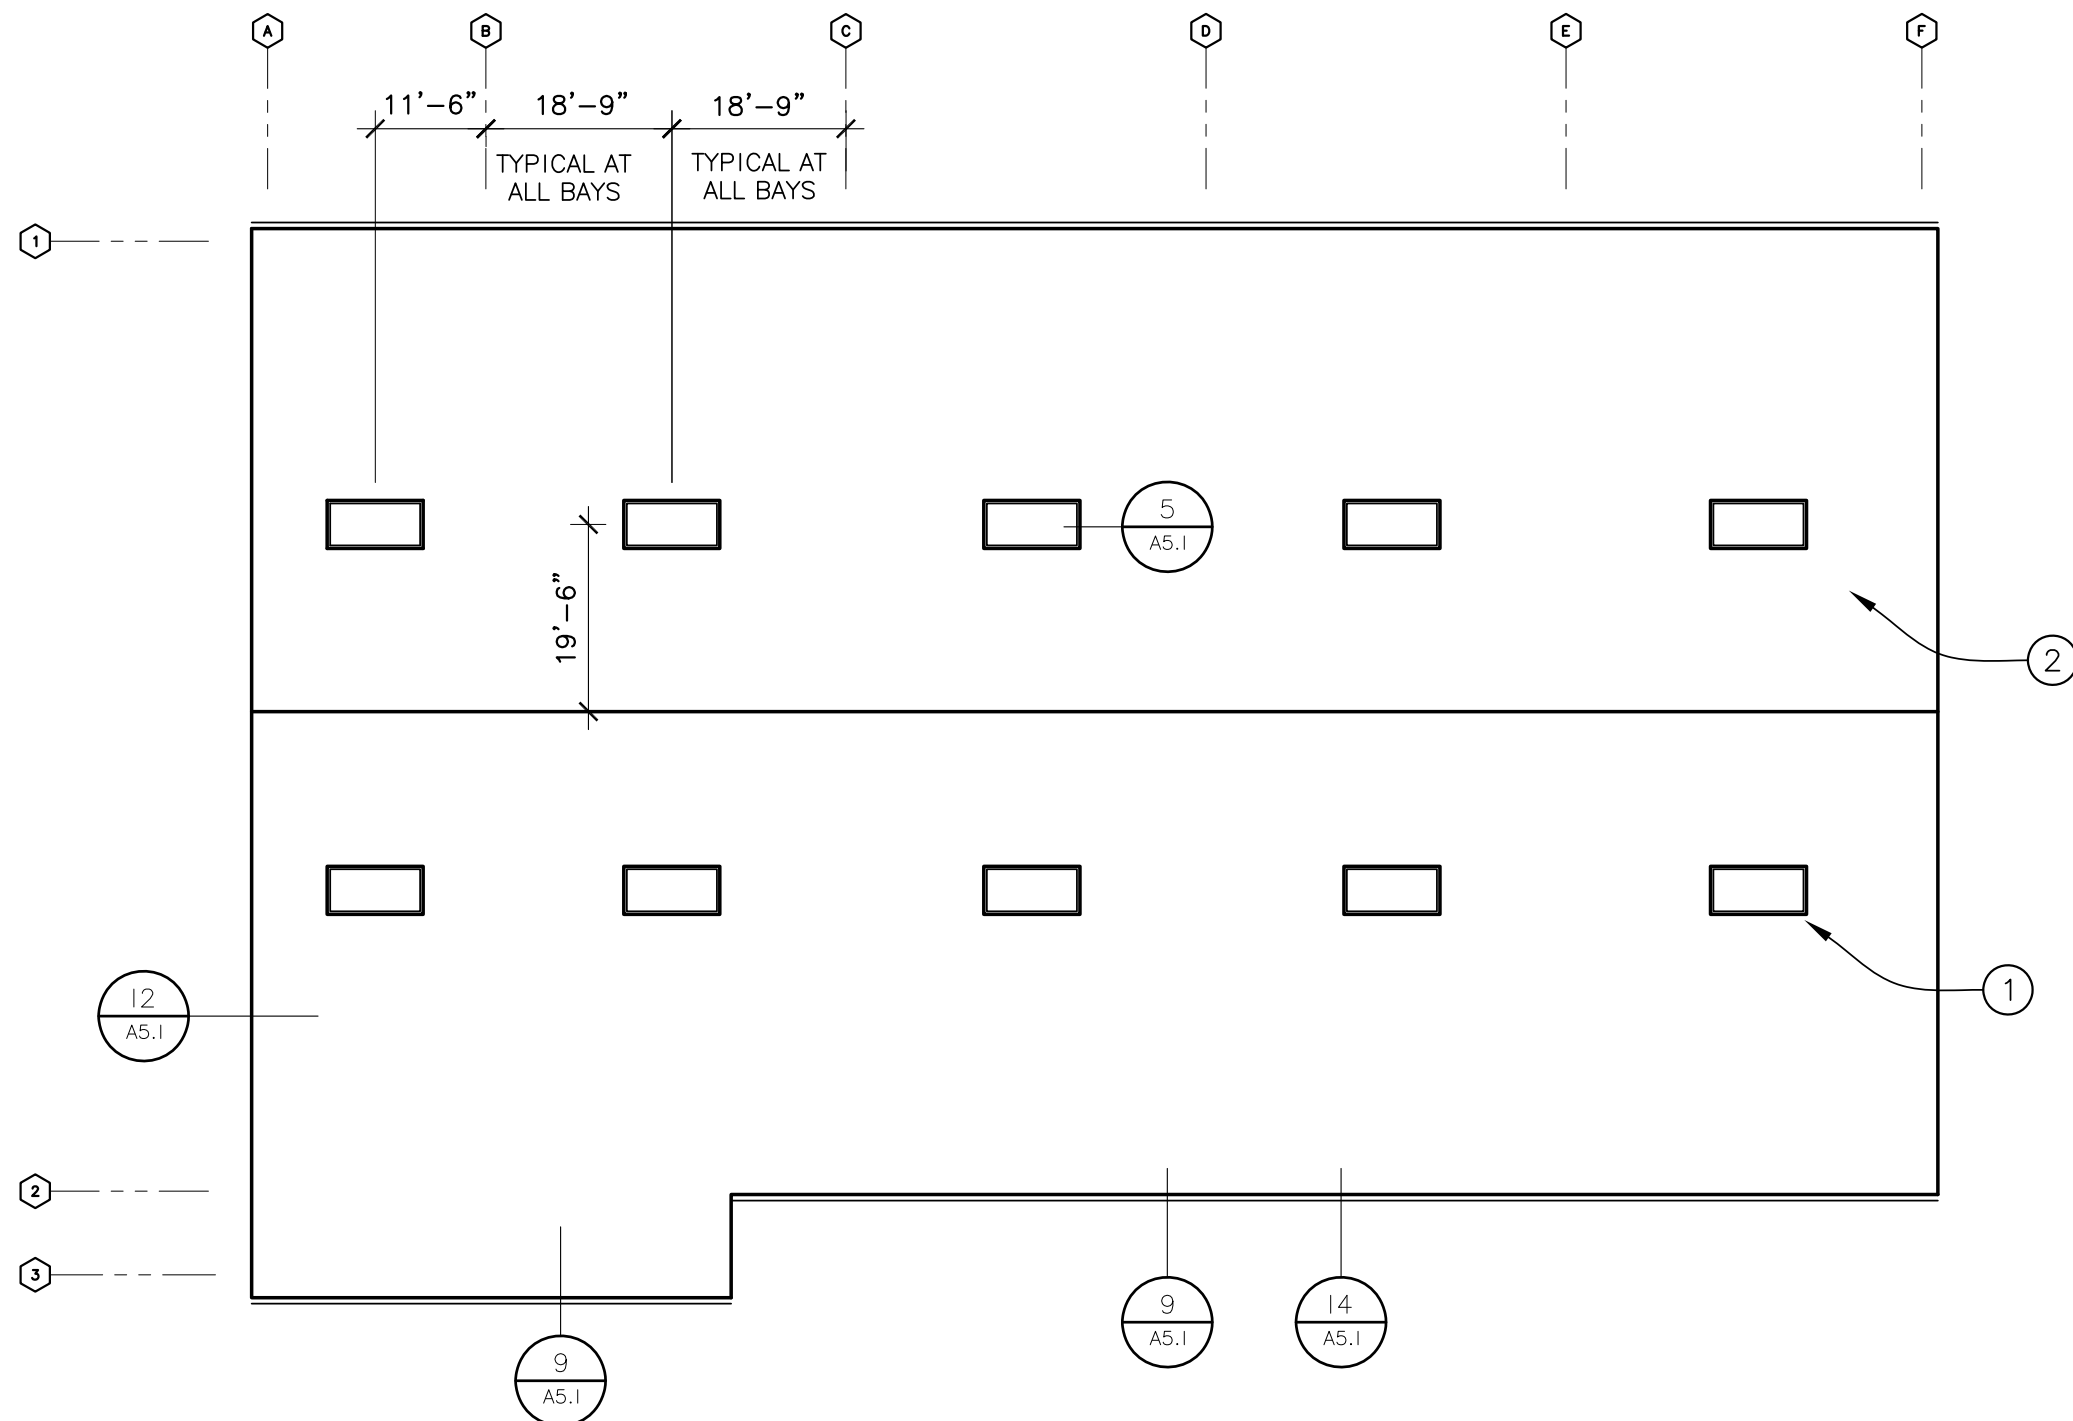 A B C D E F
11'-6" 18'-9" 18'-9"
TYPICAL AT
ALL BAYS
TYPICAL AT
ALL BAYS
1
5
A5.1
19'-6"
2
12
A5.1
1
2
3
9
A5.1
14
A5.1
9
A5.1